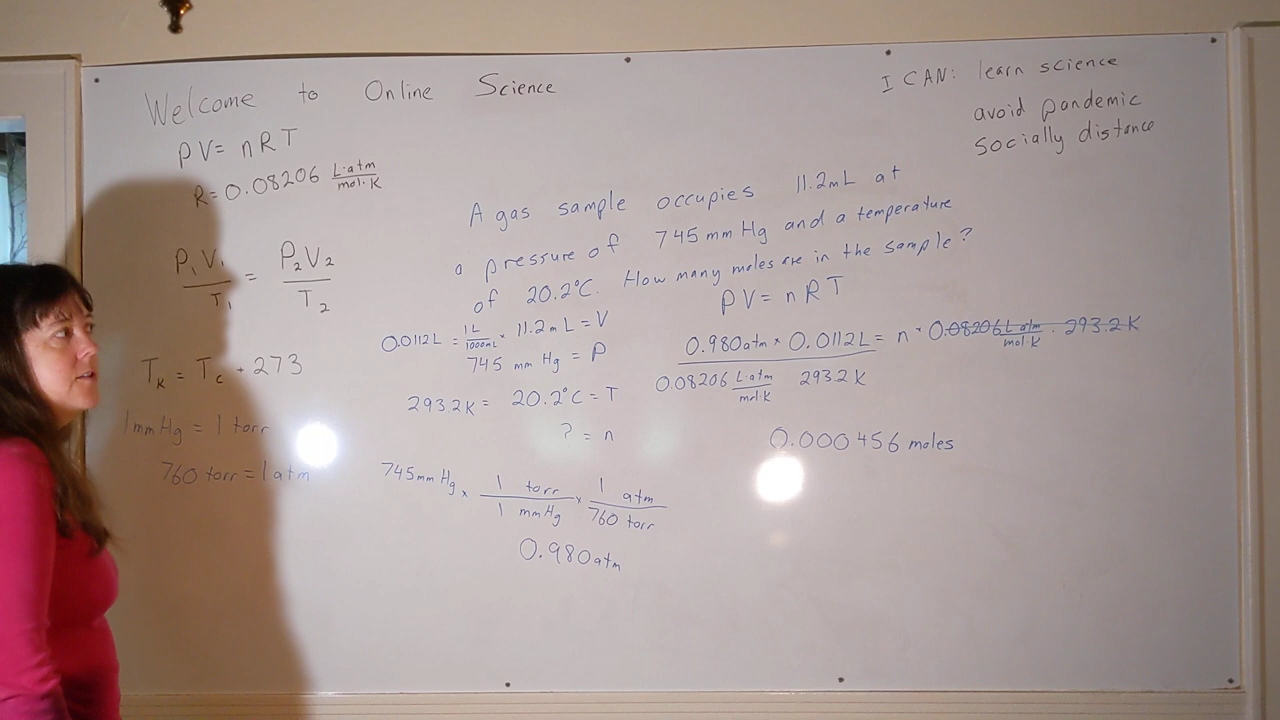 Welcome to Online Science
PV = nRT
R = 0.08206 L·atm / mol·K
P₁V₁ / T₁ = P₂V₂ / T₂
T_K = T_C + 273
1 mm Hg = 1 torr
760 torr = 1 atm
I CAN: learn science
avoid pandemic
socially distance
A gas sample occupies 11.2 mL at
a pressure of 745 mm Hg and a temperature
of 20.2°C. How many moles are in the sample?
0.0112 L = 1L / 1000mL × 11.2 mL = V
745 mm Hg = P
293.2 K = 20.2°C = T
? = n
745 mm Hg × 1 torr / 1 mm Hg × 1 atm / 760 torr
0.980 atm
PV = nRT
0.980 atm × 0.0112 L = n · 0.08206 L atm / mol·K · 293.2 K
0.08206 L·atm / mol·K 293.2 K
0.000456 moles